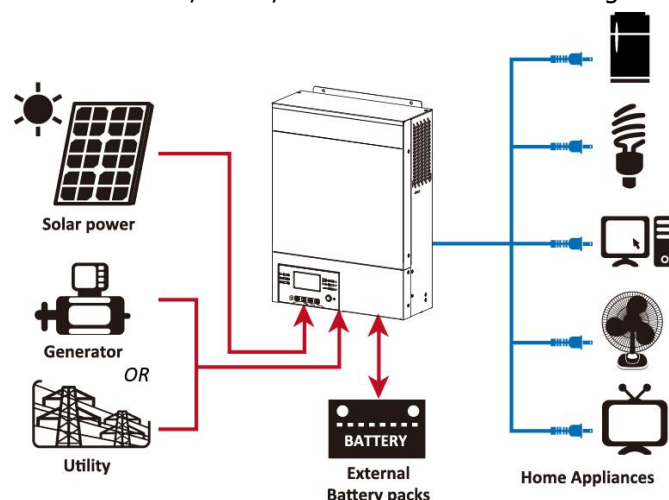 Solar power
Generator
OR
Utility
BATTERY
External
Battery packs
Home Appliances